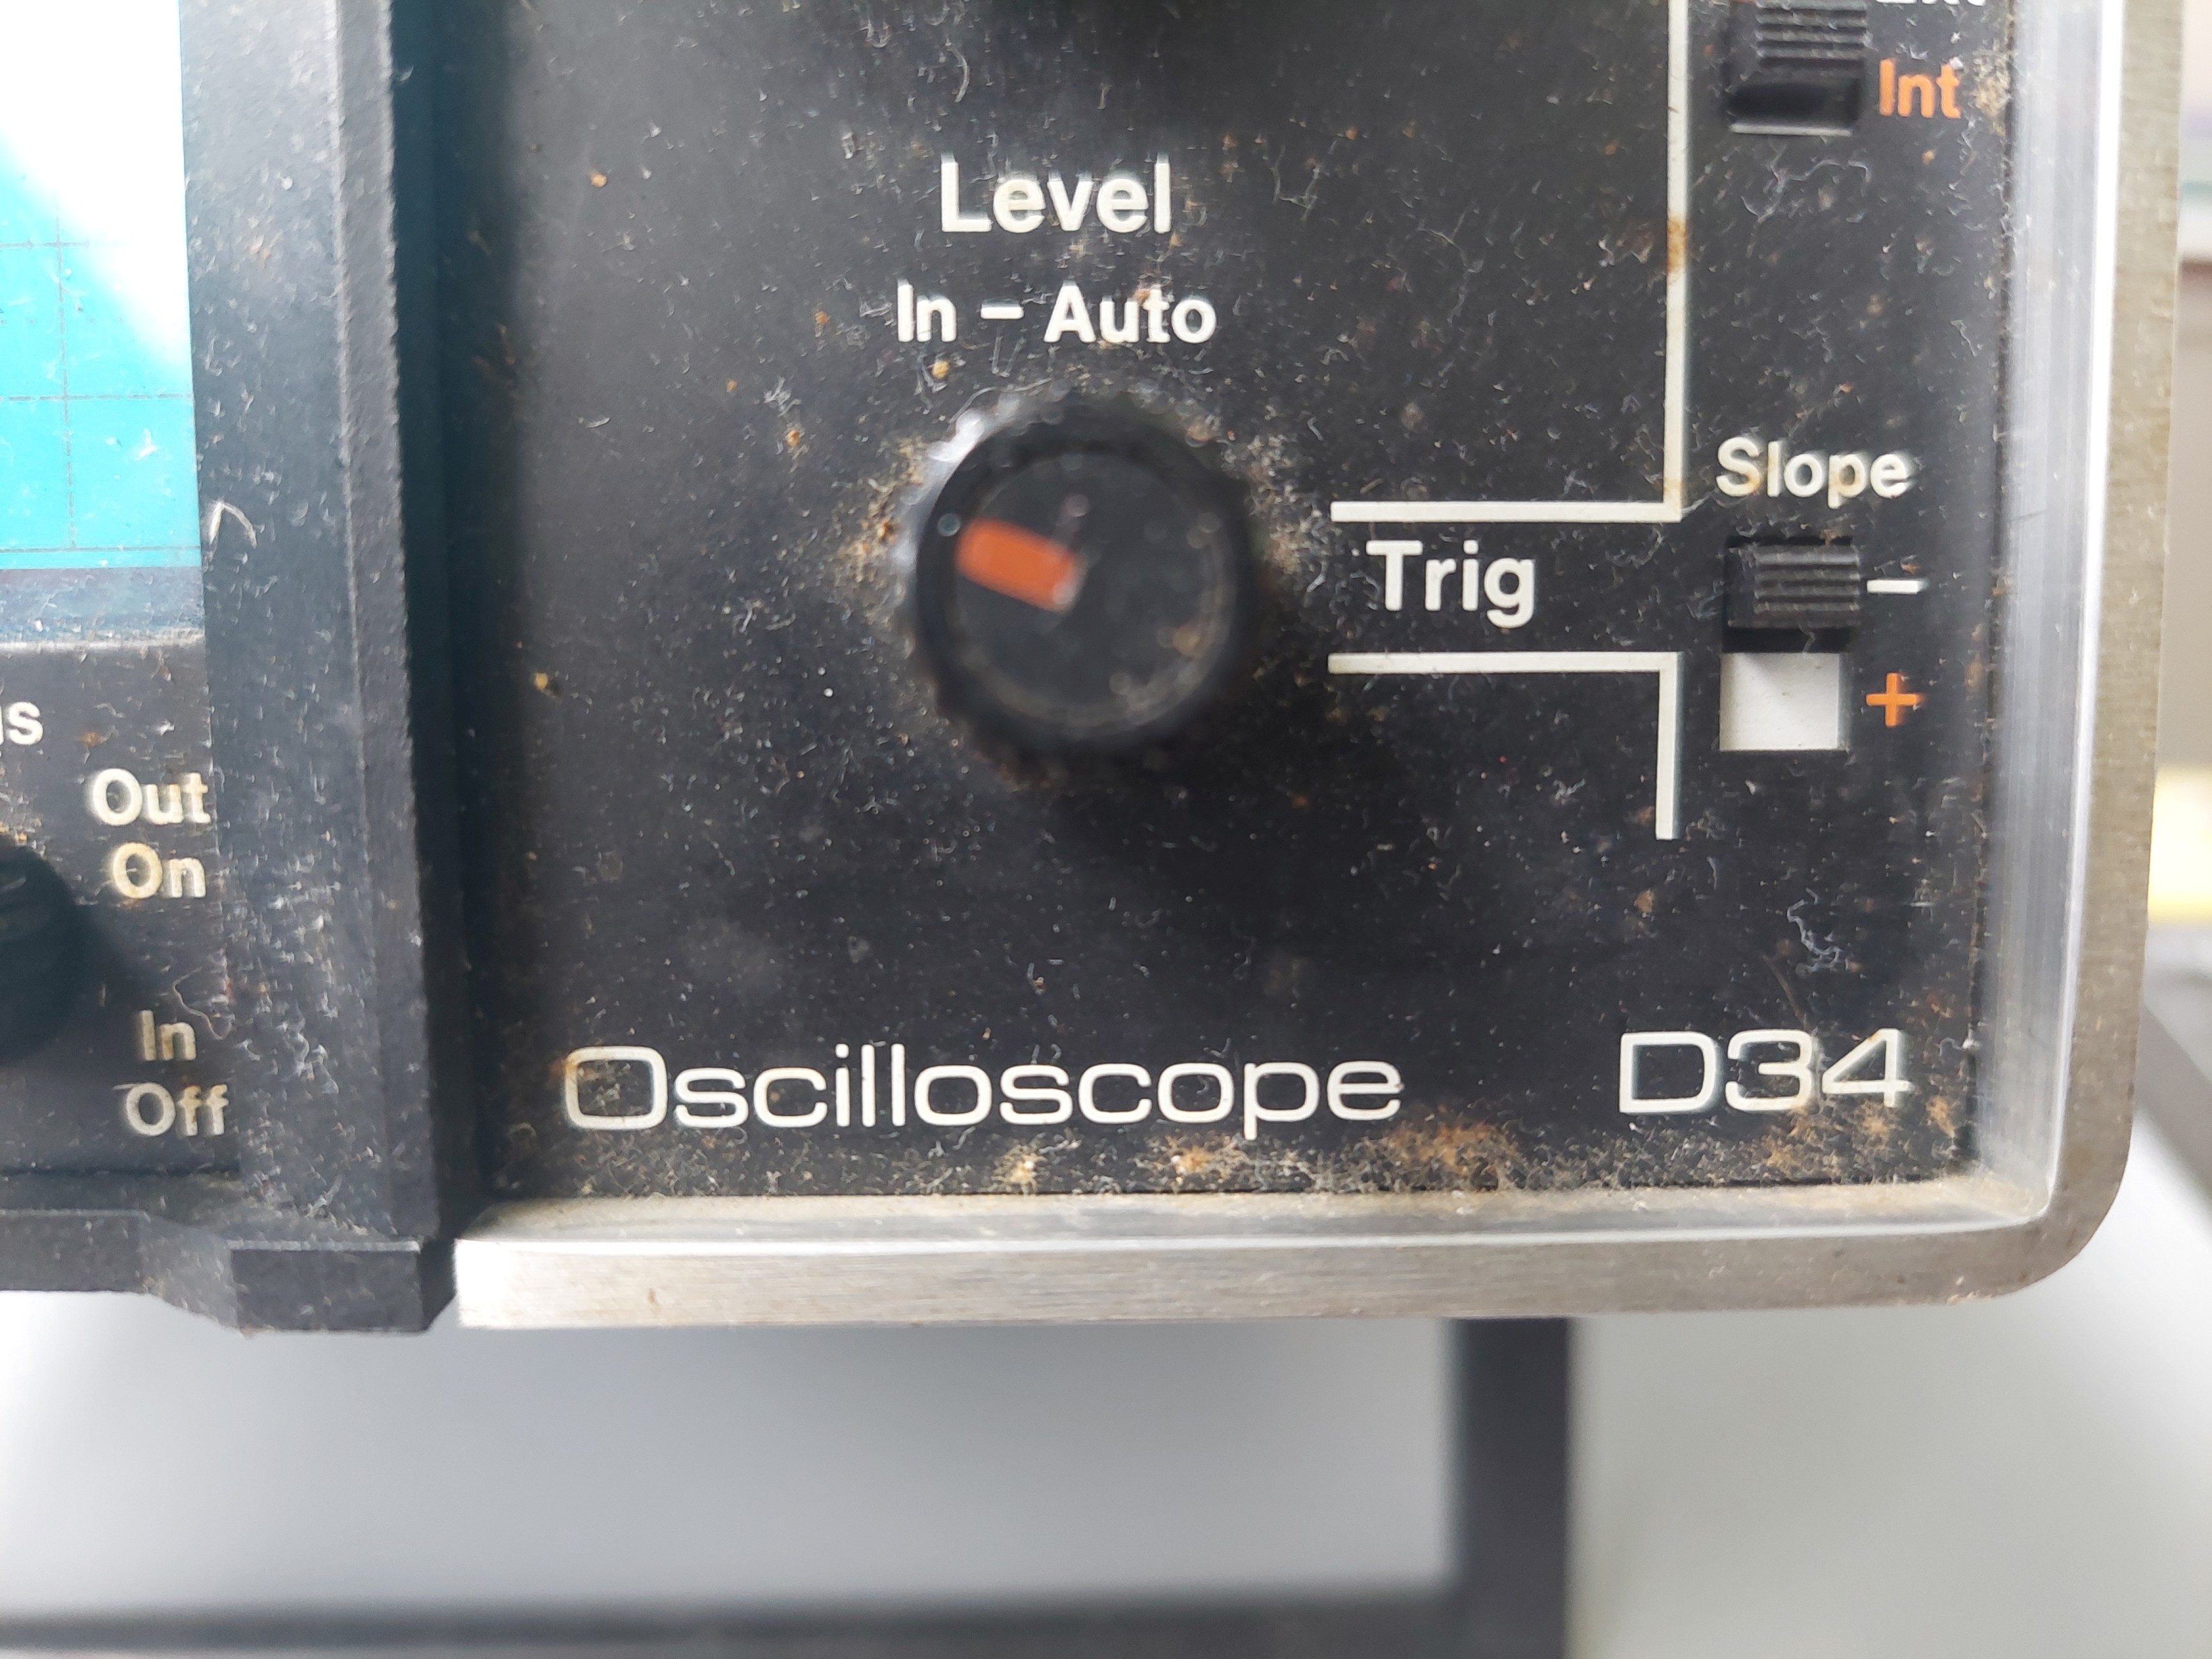 Int
Level
In – Auto
Slope
Trig
–
+
Out
On
In
Off
Oscilloscope D34